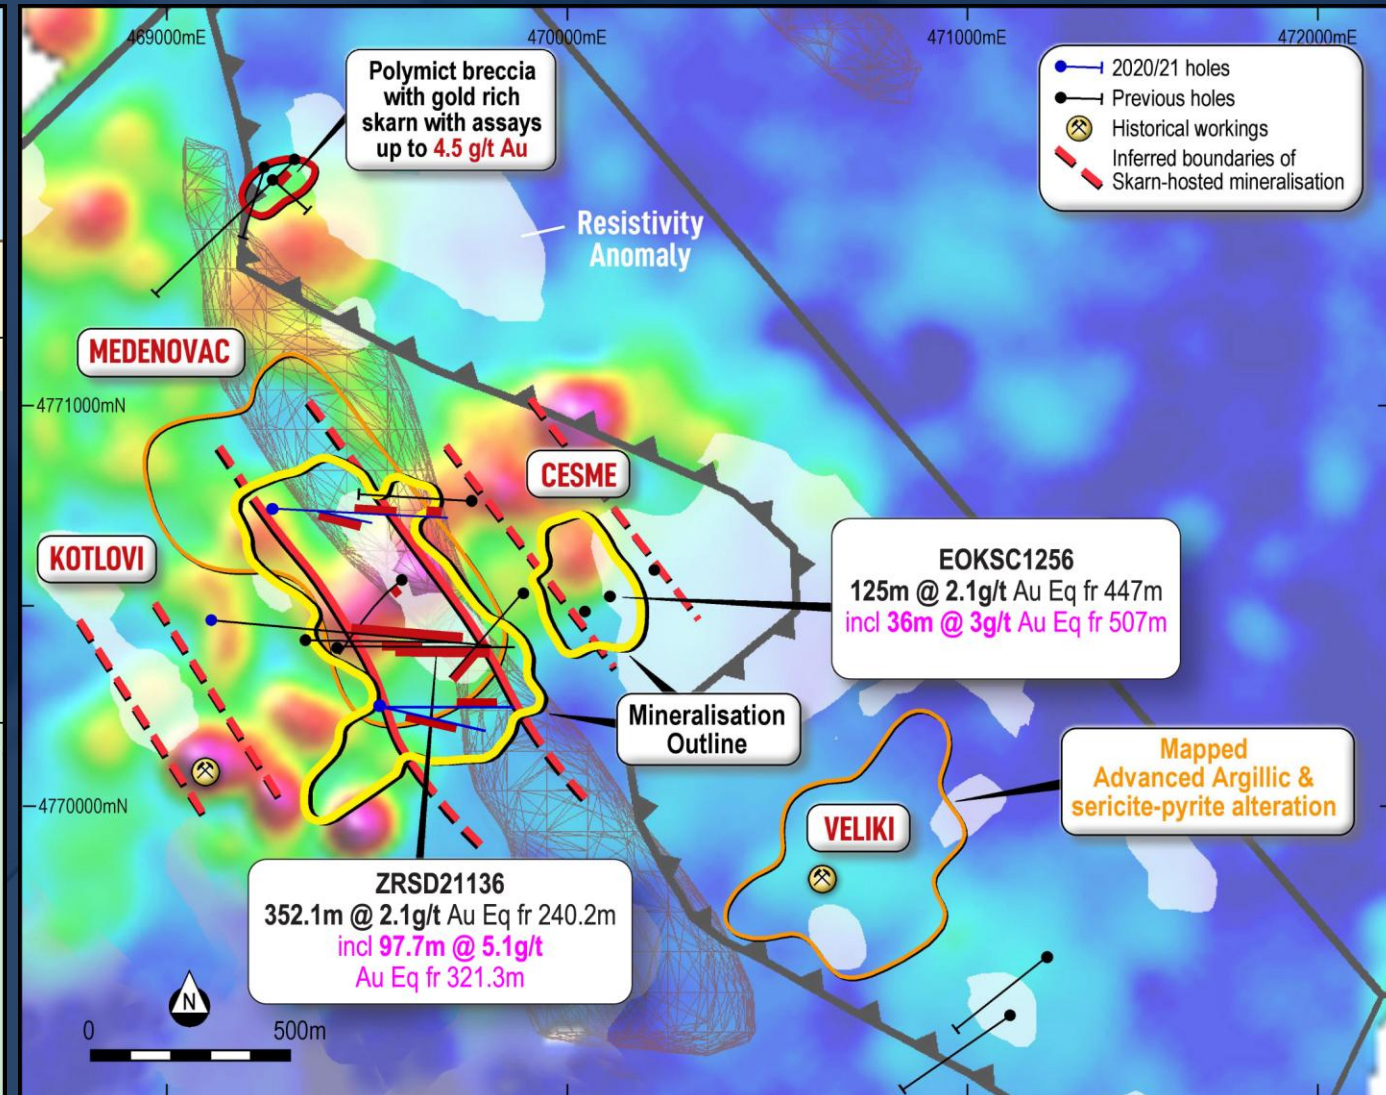 469000mE
470000mE
471000mE
472000mE
Polymict breccia
with gold rich
skarn with assays
up to 4.5 g/t Au
2020/21 holes
Previous holes
Historical workings
Inferred boundaries of
Skarn-hosted mineralisation
Resistivity
Anomaly
MEDENOVAC
4771000mN
CESME
KOTLOVI
EOKSC1256
125m @ 2.1g/t Au Eq fr 447m
incl 36m @ 3g/t Au Eq fr 507m
Mineralisation
Outline
Mapped
Advanced Argillic &
sericite-pyrite alteration
4770000mN
VELIKI
ZRSD21136
352.1m @ 2.1g/t Au Eq fr 240.2m
incl 97.7m @ 5.1g/t
Au Eq fr 321.3m
N
0 500m